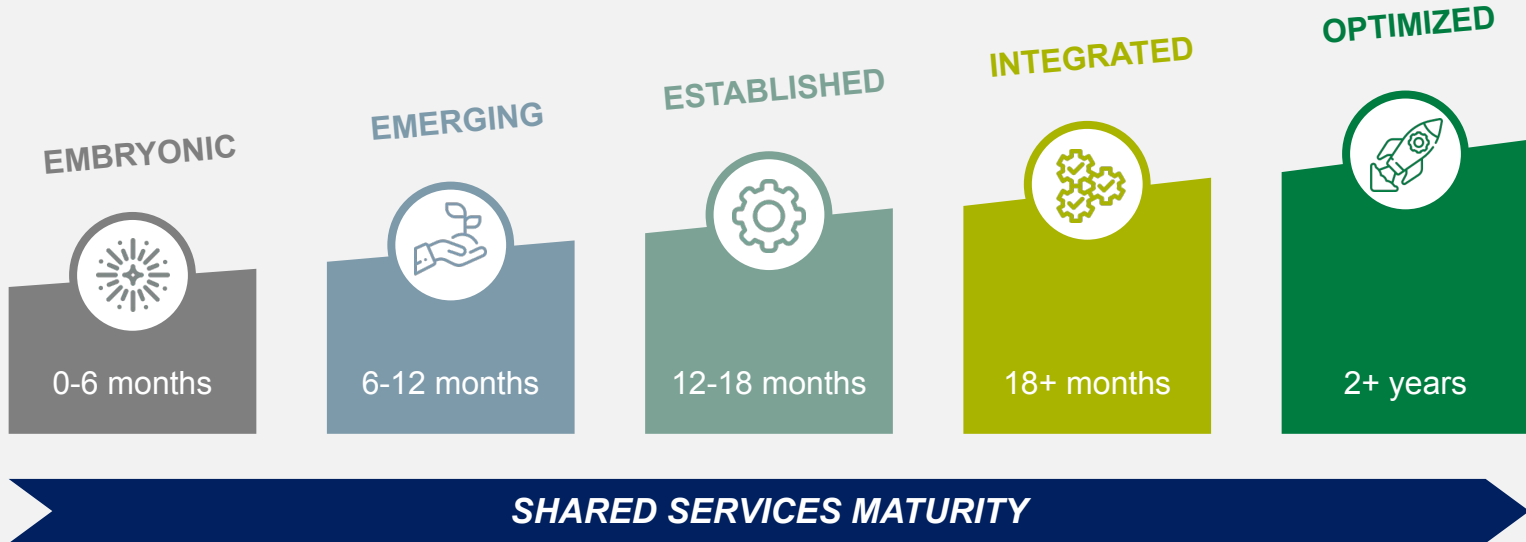 EMBRYONIC
EMERGING
ESTABLISHED
INTEGRATED
OPTIMIZED
0-6 months
6-12 months
12-18 months
18+ months
2+ years
SHARED SERVICES MATURITY